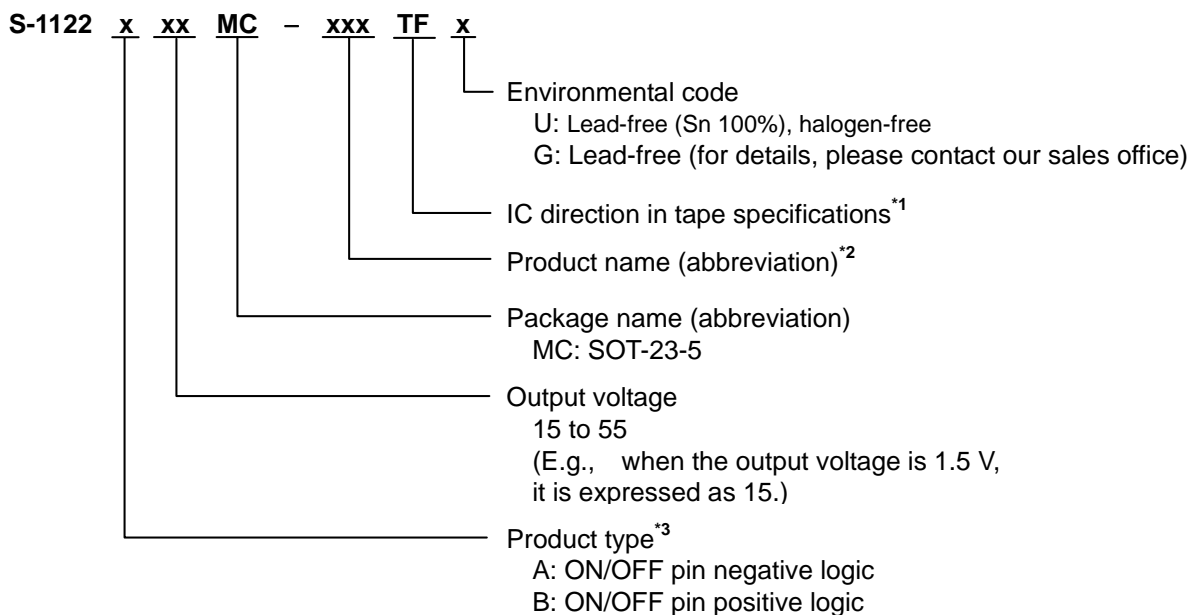 S-1122 x xx MC – xxx TF x
Environmental code
U: Lead-free (Sn 100%), halogen-free
G: Lead-free (for details, please contact our sales office)
IC direction in tape specifications*1
Product name (abbreviation)*2
Package name (abbreviation)
MC: SOT-23-5
Output voltage
15 to 55
(E.g., when the output voltage is 1.5 V,
it is expressed as 15.)
Product type*3
A: ON/OFF pin negative logic
B: ON/OFF pin positive logic